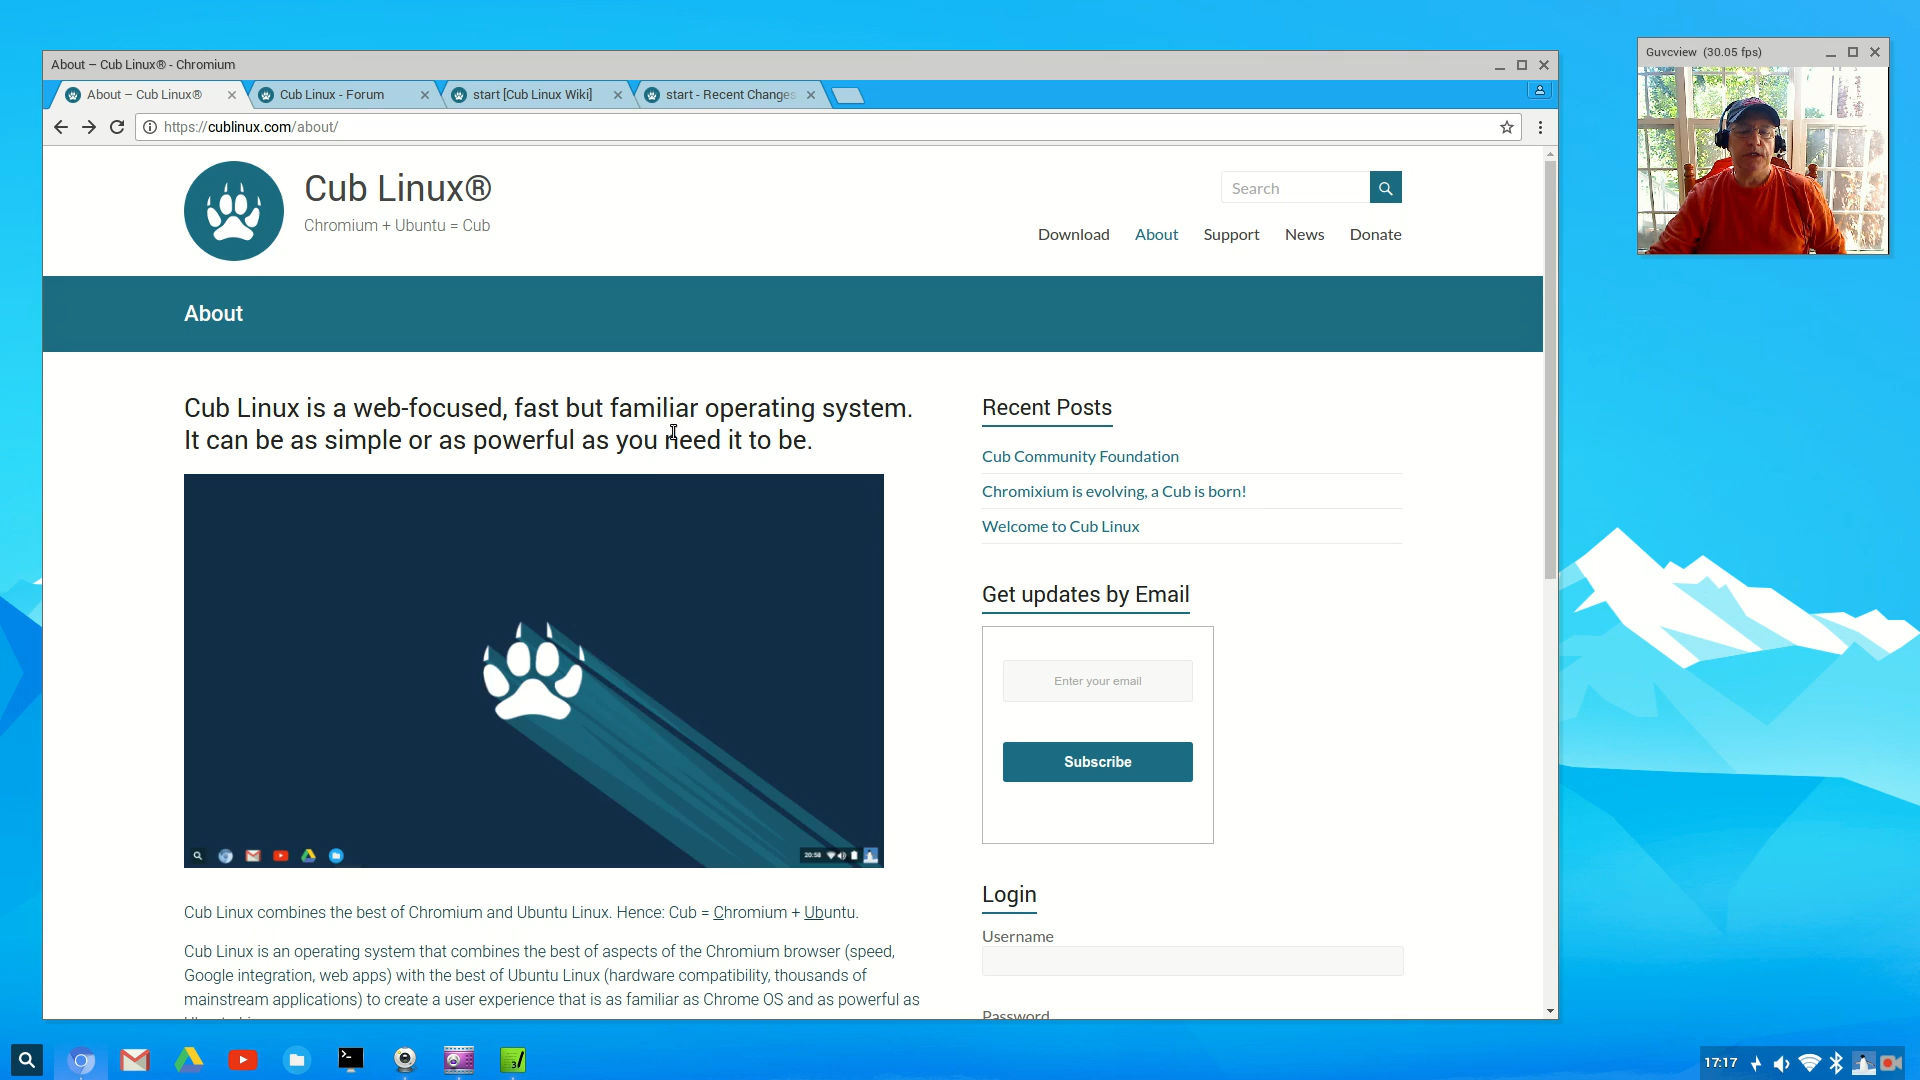 About – Cub Linux® - Chromium
About – Cub Linux®
Cub Linux - Forum
start [Cub Linux Wiki]
start - Recent Changes
https://cublinux.com/about/
Cub Linux®
Chromium + Ubuntu = Cub
Search
Download
About
Support
News
Donate
About
Cub Linux is a web-focused, fast but familiar operating system.
It can be as simple or as powerful as you need it to be.
20:58
Cub Linux combines the best of Chromium and Ubuntu Linux. Hence: Cub = Chromium + Ubuntu.
Cub Linux is an operating system that combines the best of aspects of the Chromium browser (speed,
Google integration, web apps) with the best of Ubuntu Linux (hardware compatibility, thousands of
mainstream applications) to create a user experience that is as familiar as Chrome OS and as powerful as
Recent Posts
Cub Community Foundation
Chromixium is evolving, a Cub is born!
Welcome to Cub Linux
Get updates by Email
Enter your email
Subscribe
Login
Username
Password
Guvcview (30.05 fps)
17:17